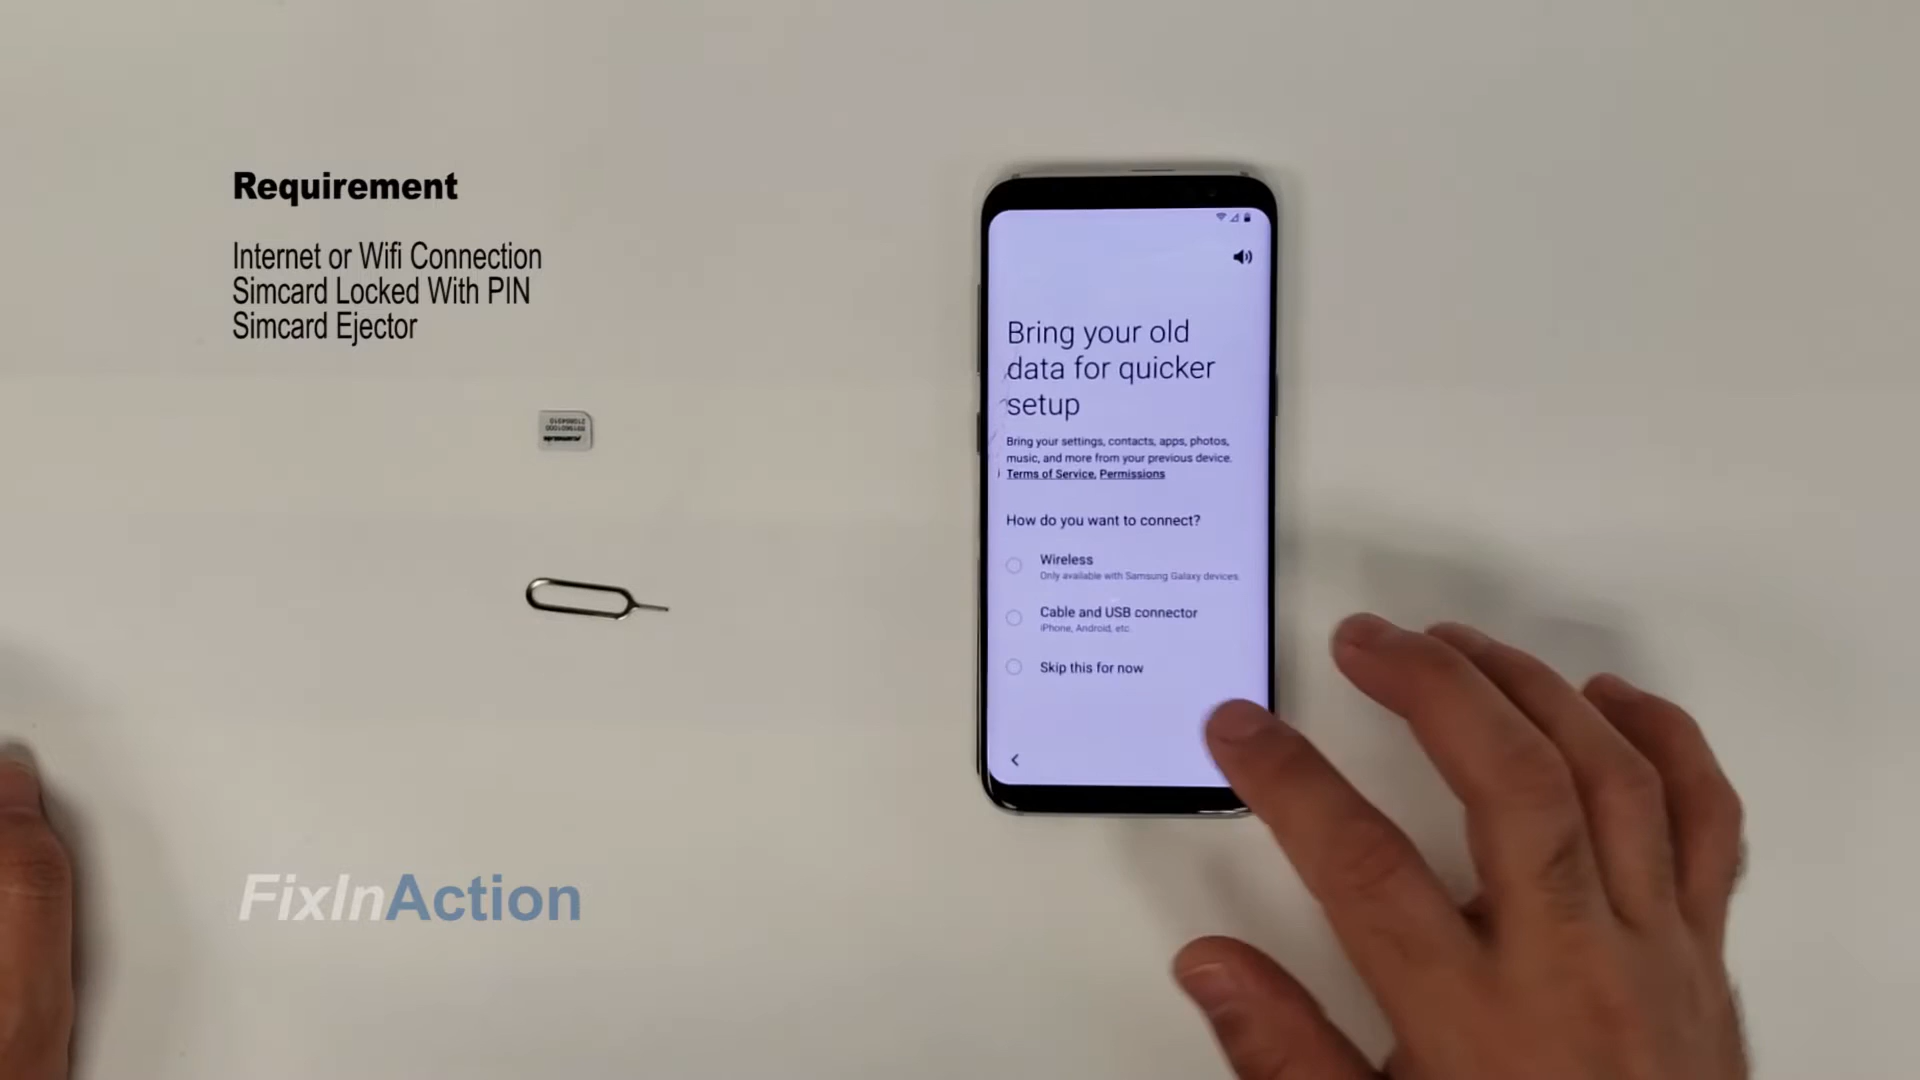 Requirement
Internet or Wifi Connection
Simcard Locked With PIN
Simcard Ejector
Bring your old
data for quicker
setup
Bring your settings, contacts, apps, photos,
music, and more from your previous device.
Terms of Service, Permissions
How do you want to connect?
Wireless
Only available with Samsung Galaxy devices.
Cable and USB connector
iPhone, Android, etc.
Skip this for now
FixInAction